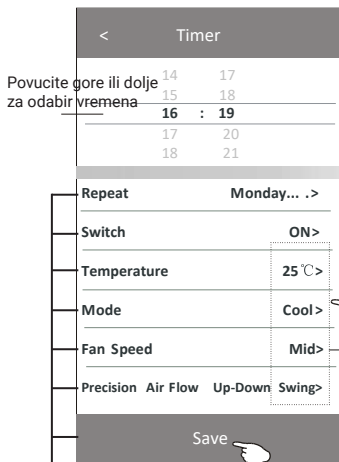 < Timer
14 17
Povucite gore ili dolje
za odabir vremena
15 18
16 : 19
17 20
18 21
Repeat Monday... .>
Switch ON>
Temperature 25℃>
Mode Cool>
Fan Speed Mid>
Precision Air Flow Up-Down Swing>
Save